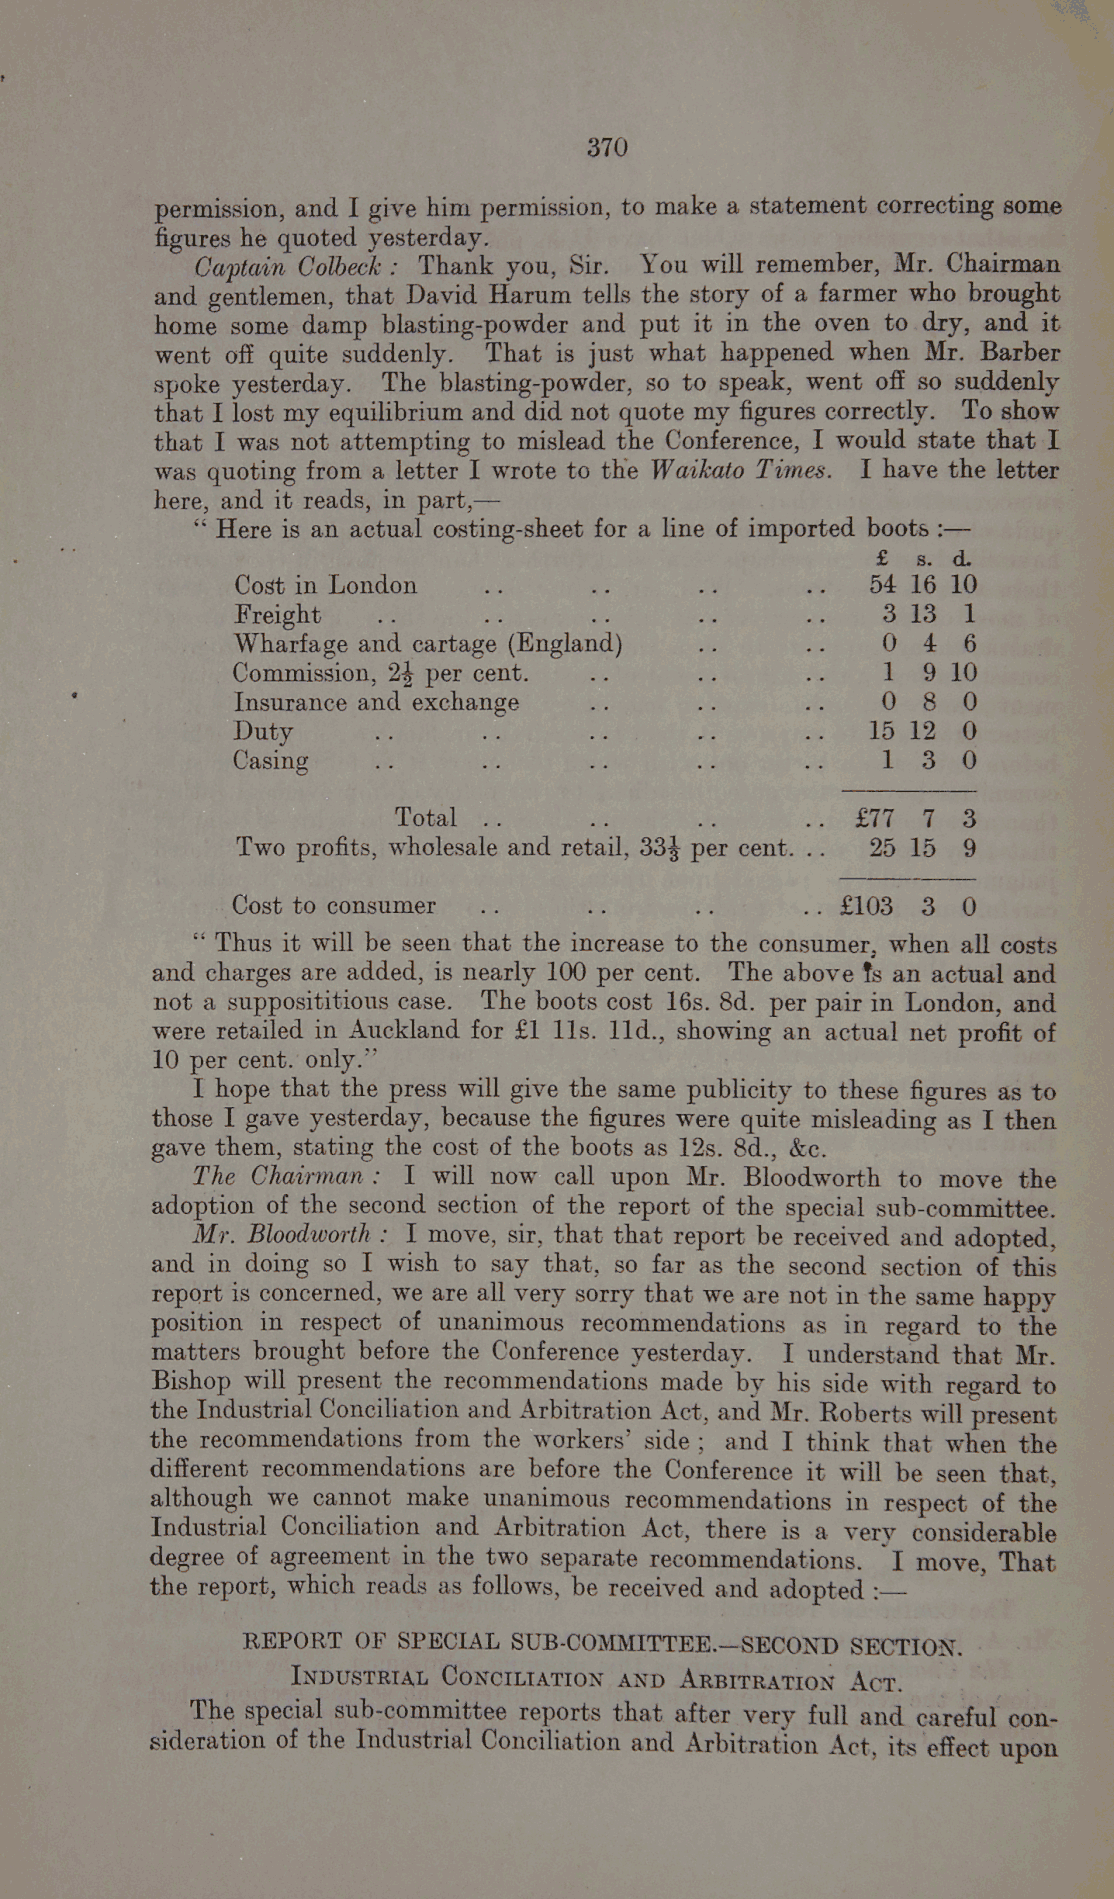 370
permission, and I give him permission, to make a statement correcting some
figures he quoted yesterday.
Captain Colbeck : Thank you, Sir. You will remember, Mr. Chairman
and gentlemen, that David Harum tells the story of a farmer who brought
home some damp blasting-powder and put it in the oven to dry, and it
went off quite suddenly. That is just what happened when Mr. Barber
spoke yesterday. The blasting-powder, so to speak, went off so suddenly
that I lost my equilibrium and did not quote my figures correctly. To show
that I was not attempting to mislead the Conference, I would state that I
was quoting from a letter I wrote to the Waikato Times. I have the letter
here, and it reads, in part,—
“ Here is an actual costing-sheet for a line of imported boots :—
£ s. d.
Cost in London .. .. .. .. 54 16 10
Freight .. .. .. .. .. 3 13 1
Wharfage and cartage (England) .. .. 0 4 6
Commission, 2½ per cent. .. .. .. 1 9 10
Insurance and exchange .. .. .. 0 8 0
Duty .. .. .. .. .. 15 12 0
Casing .. .. .. .. .. 1 3 0
Total .. .. .. .. £77 7 3
Two profits, wholesale and retail, 33⅓ per cent. .. 25 15 9
Cost to consumer .. .. .. .. £103 3 0
“ Thus it will be seen that the increase to the consumer, when all costs
and charges are added, is nearly 100 per cent. The above is an actual and
not a supposititious case. The boots cost 16s. 8d. per pair in London, and
were retailed in Auckland for £1 11s. 11d., showing an actual net profit of
10 per cent. only.”
I hope that the press will give the same publicity to these figures as to
those I gave yesterday, because the figures were quite misleading as I then
gave them, stating the cost of the boots as 12s. 8d., &c.
The Chairman : I will now call upon Mr. Bloodworth to move the
adoption of the second section of the report of the special sub-committee.
Mr. Bloodworth : I move, sir, that that report be received and adopted,
and in doing so I wish to say that, so far as the second section of this
report is concerned, we are all very sorry that we are not in the same happy
position in respect of unanimous recommendations as in regard to the
matters brought before the Conference yesterday. I understand that Mr.
Bishop will present the recommendations made by his side with regard to
the Industrial Conciliation and Arbitration Act, and Mr. Roberts will present
the recommendations from the workers’ side ; and I think that when the
different recommendations are before the Conference it will be seen that,
although we cannot make unanimous recommendations in respect of the
Industrial Conciliation and Arbitration Act, there is a very considerable
degree of agreement in the two separate recommendations. I move, That
the report, which reads as follows, be received and adopted :—
REPORT OF SPECIAL SUB-COMMITTEE.—SECOND SECTION.
INDUSTRIAL CONCILIATION AND ARBITRATION ACT.
The special sub-committee reports that after very full and careful con-
sideration of the Industrial Conciliation and Arbitration Act, its effect upon